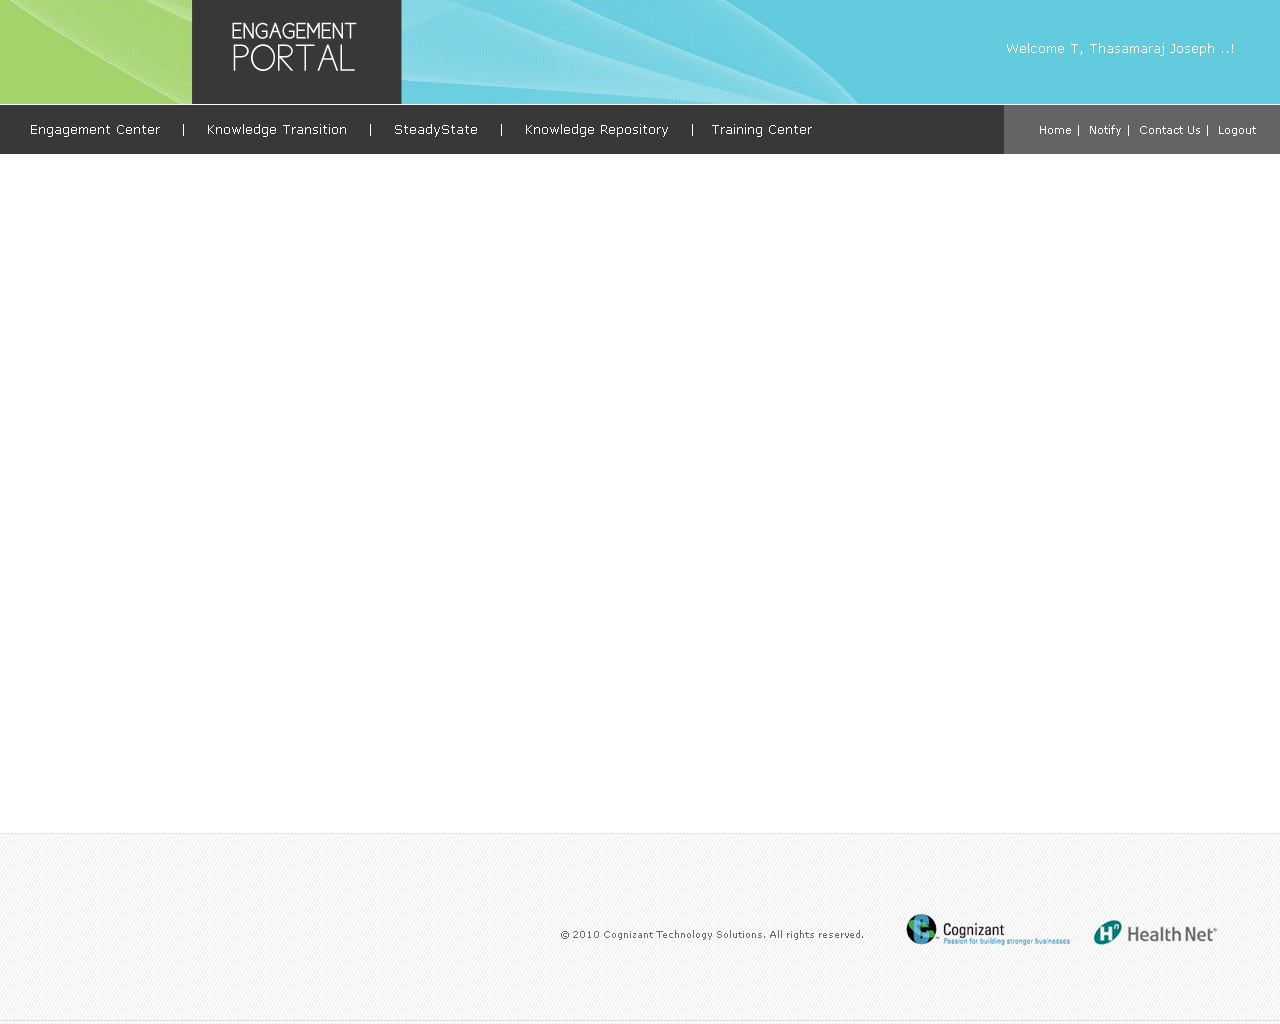 ENGAGEMENT
PORTAL
Welcome T, Thasamaraj Joseph ..!
Engagement Center | Knowledge Transition | SteadyState | Knowledge Repository | Training Center
Home | Notify | Contact Us | Logout
© 2010 Cognizant Technology Solutions. All rights reserved.
Cognizant
Passion for building stronger businesses
Hn Health Net®